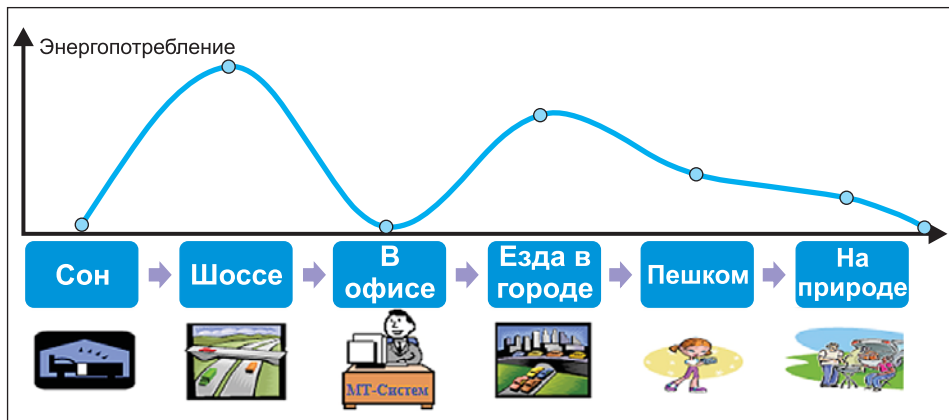 Энергопотребление
Сон
Шоссе
В
офисе
Езда в
городе
Пешком
На
природе
МТ-Систем